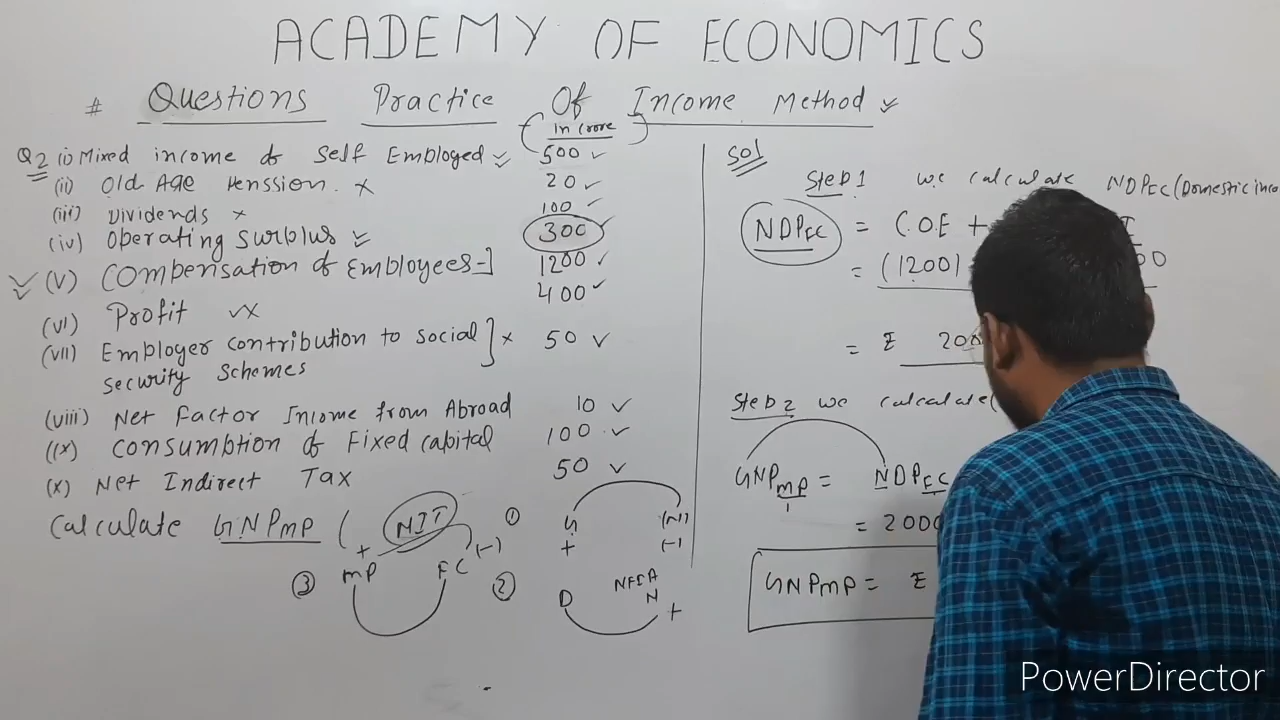 ACADEMY OF ECONOMICS
# Questions Practice Of Income Method
(In crore)
Q2 (i) Mixed income of Self Employed 500
(ii) Old Age Penssion x 20
(iii) Dividends x 100
(iv) Operating Surplus 300
(v) Compensation of Employees 1200
(vi) Profit x 400
(vii) Employer contribution to social ] x 50
security schemes
(viii) Net Factor Income from Abroad 10
(ix) Consumption of Fixed Capital 100
(x) Net Indirect Tax 50
Calculate GNPMP (
NIT
+ MP FC (-)
①
G (N)
+ (-)
③
②
NFIA
D N +
Sol
Step 1 we calculate NDPFC (Domestic inco
NDPFC = C.O.E +
= (1200)
= ₹ 200
Step 2 we calculate (
GNPMP = NDPFC
= 2000
GNPMP = ₹
PowerDirector